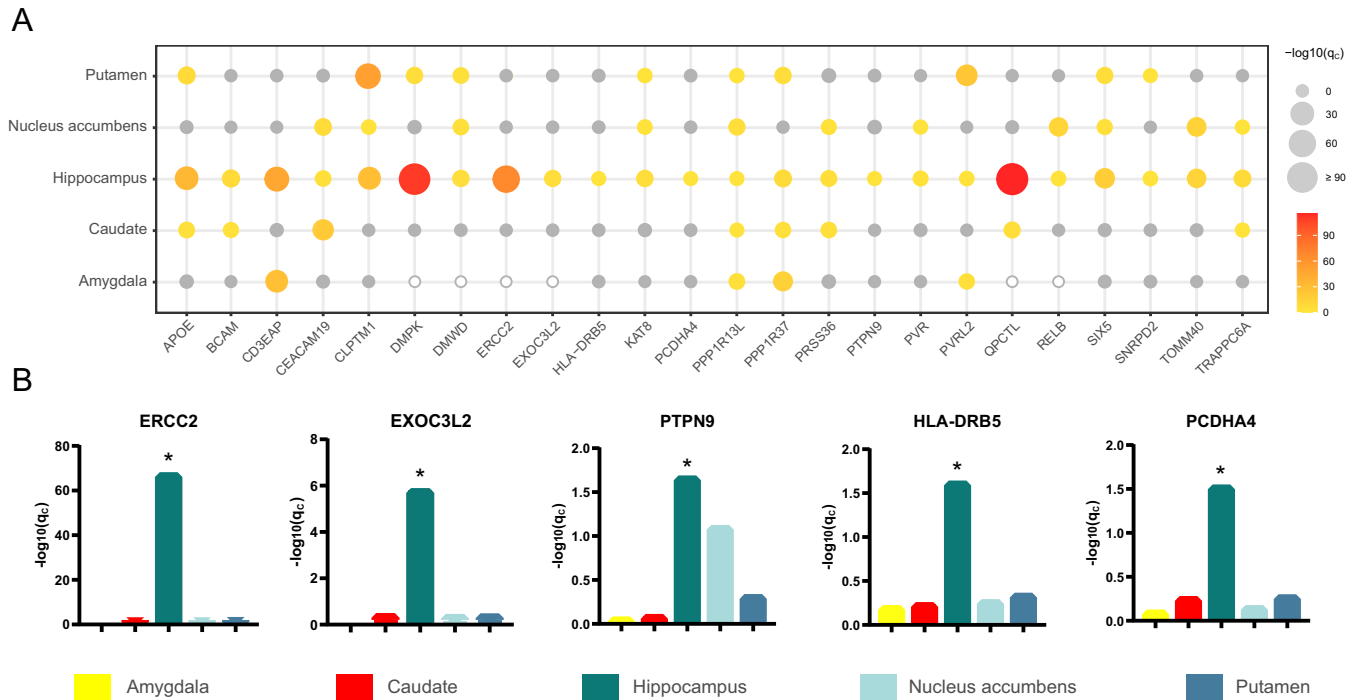 A
Putamen
Nucleus accumbens
Hippocampus
Caudate
Amygdala
APOE
BCAM
CD3EAP
CEACAM19
CLPTM1
DMPK
DMWD
ERCC2
EXOC3L2
HLA-DRB5
KAT8
PCDHA4
PPP1R13L
PPP1R37
PRSS36
PTPN9
PVR
PVRL2
QPCTL
RELB
SIX5
SNRPD2
TOMM40
TRAPPC6A
−log10(qc)
0
30
60
≥ 90
90
60
30
0
B
ERCC2
-log10(qc)
80
60
40
20
0
*
EXOC3L2
-log10(qc)
8
6
4
2
0
*
PTPN9
-log10(qc)
2.0
1.5
1.0
0.5
0.0
*
HLA-DRB5
-log10(qc)
2.0
1.5
1.0
0.5
0.0
*
PCDHA4
-log10(qc)
2.0
1.5
1.0
0.5
0.0
*
Amygdala
Caudate
Hippocampus
Nucleus accumbens
Putamen